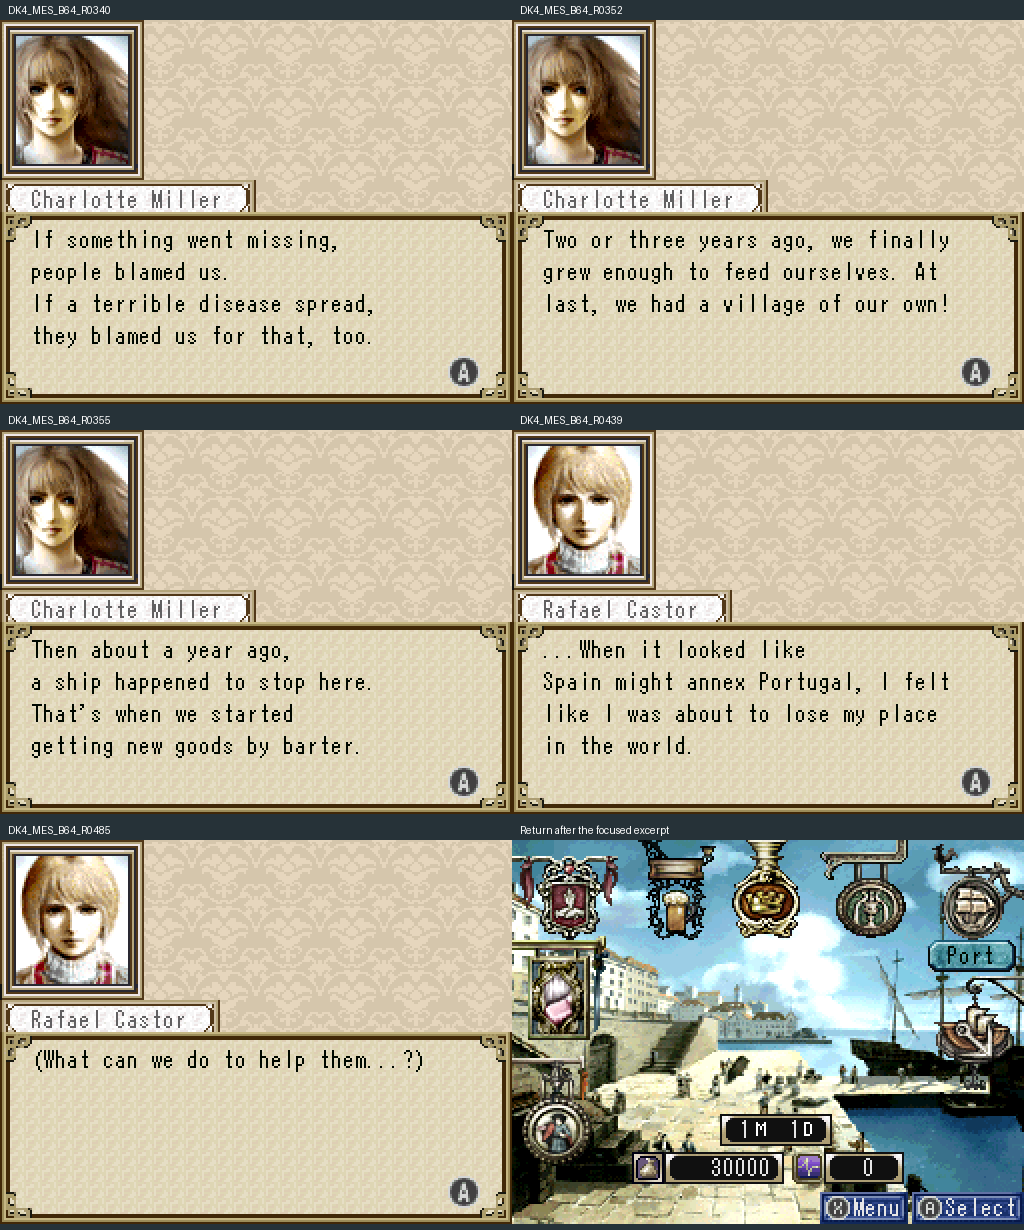 DK4_MES_B64_R0340
Charlotte Miller
If something went missing,
people blamed us.
If a terrible disease spread,
they blamed us for that, too.
A
DK4_MES_B64_R0352
Charlotte Miller
Two or three years ago, we finally
grew enough to feed ourselves. At
last, we had a village of our own!
A
DK4_MES_B64_R0355
Charlotte Miller
Then about a year ago,
a ship happened to stop here.
That's when we started
getting new goods by barter.
A
DK4_MES_B64_R0439
Rafael Castor
...When it looked like
Spain might annex Portugal, I felt
like I was about to lose my place
in the world.
A
DK4_MES_B64_R0485
Rafael Castor
(What can we do to help them...?)
A
Return after the focused excerpt
Port
1M 1D
30000
0
X Menu
A Select